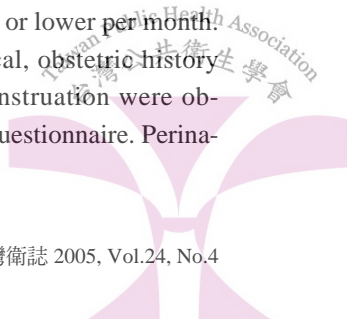 or lower per month.
Taiwan Public Health Association
台灣公共衛生學會
cal, obstetric history
nstruation were ob-
uestionnaire. Perina-
灣衛誌 2005, Vol.24, No.4